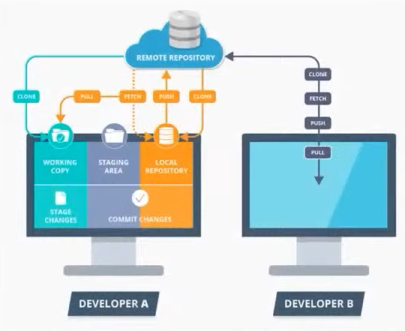 REMOTE REPOSITORY
CLONE
PULL
FETCH
PUSH
CLONE
CLONE
FETCH
PUSH
PULL
WORKING
COPY
STAGING
AREA
LOCAL
REPOSITORY
STAGE
CHANGES
COMMIT CHANGES
DEVELOPER A
DEVELOPER B